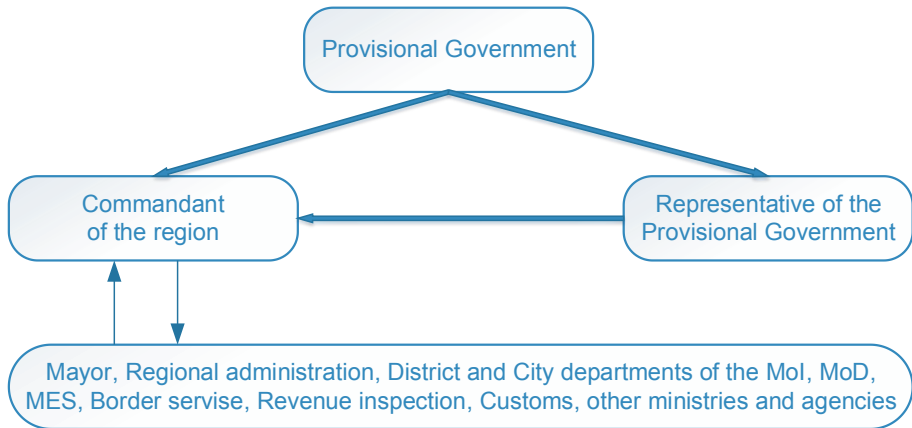 Provisional Government
Commandant
of the region
Representative of the
Provisional Government
Mayor, Regional administration, District and City departments of the MoI, MoD,
MES, Border servise, Revenue inspection, Customs, other ministries and agencies